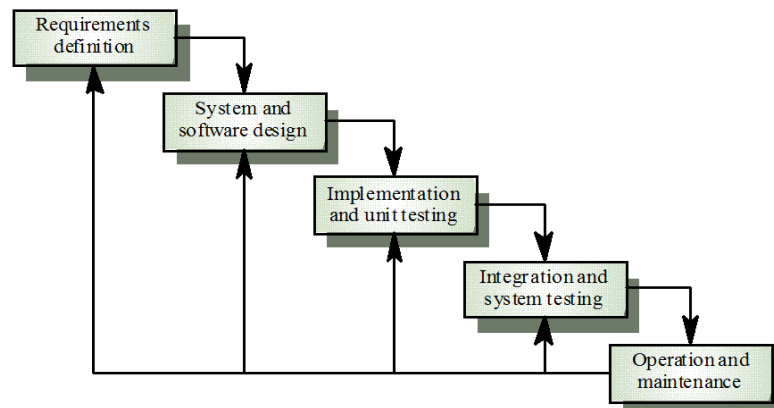 Requirements
definition
System and
software design
Implementation
and unit testing
Integration and
system testing
Operation and
maintenance